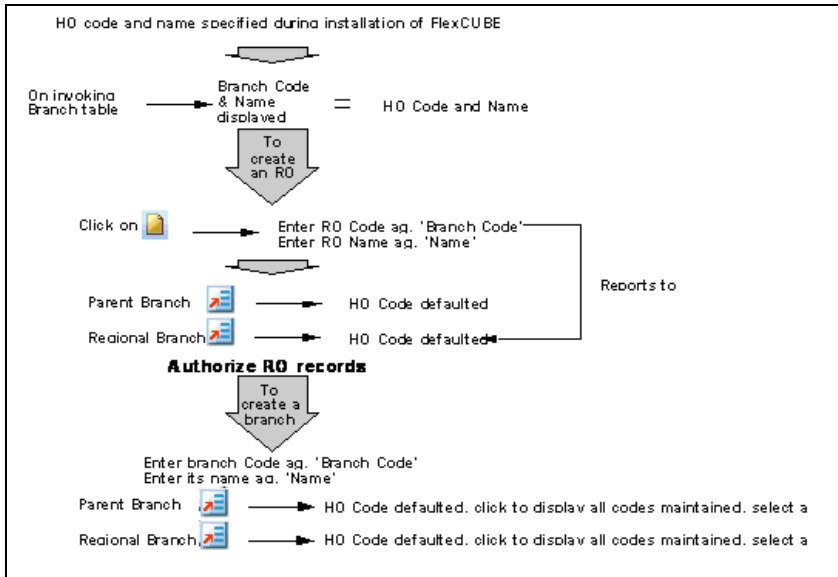 HO code and name specified during installation of FlexCUBE
On invoking
Branch table
Branch Code
& Name
displayed
=
HO Code and Name
To
create
an RO
Click on
Enter RO Code ag. 'Branch Code'
Enter RO Name ag. 'Name'
Reports to
Parent Branch
HO Code defaulted
Regional Branch
HO Code defaulted
Authorize RO records
To
create a
branch
Enter branch Code ag. 'Branch Code'
Enter its name ag. 'Name'
Parent Branch
HO Code defaulted. click to display all codes maintained. select a
Regional Branch
HO Code defaulted. click to display all codes maintained. select a